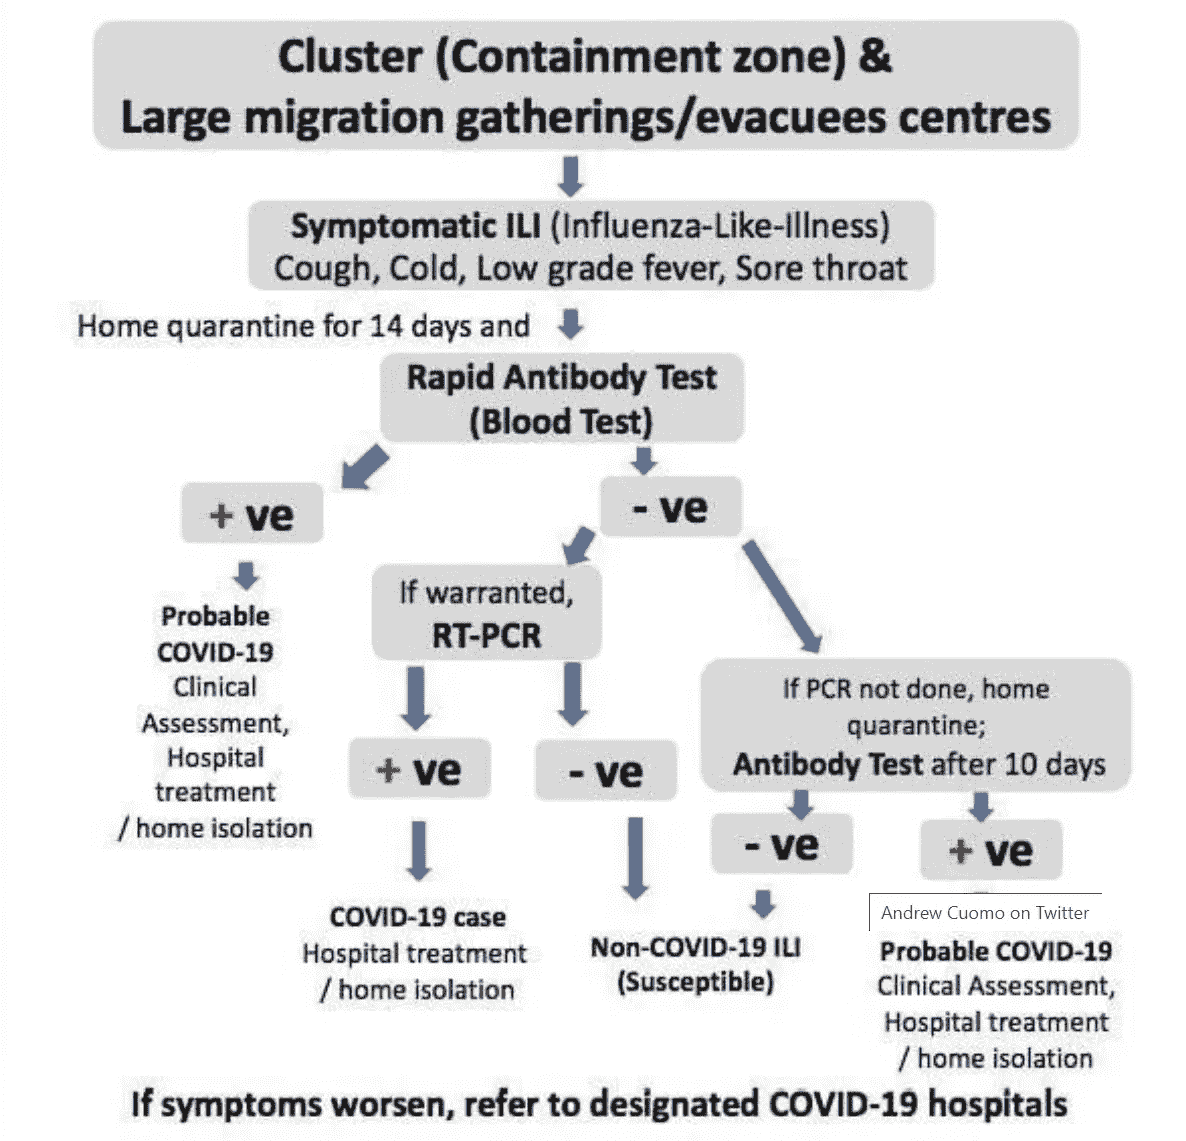 Cluster (Containment zone) &
Large migration gatherings/evacuees centres
Symptomatic ILI (Influenza-Like-Illness)
Cough, Cold, Low grade fever, Sore throat
Home quarantine for 14 days and
Rapid Antibody Test
(Blood Test)
+ ve
- ve
Probable
COVID-19
Clinical
Assessment,
Hospital
treatment
/ home isolation
If warranted,
RT-PCR
+ ve
- ve
COVID-19 case
Hospital treatment
/ home isolation
If PCR not done, home
quarantine;
Antibody Test after 10 days
- ve
+ ve
Non-COVID-19 ILI
(Susceptible)
Andrew Cuomo on Twitter
Probable COVID-19
Clinical Assessment,
Hospital treatment
/ home isolation
If symptoms worsen, refer to designated COVID-19 hospitals